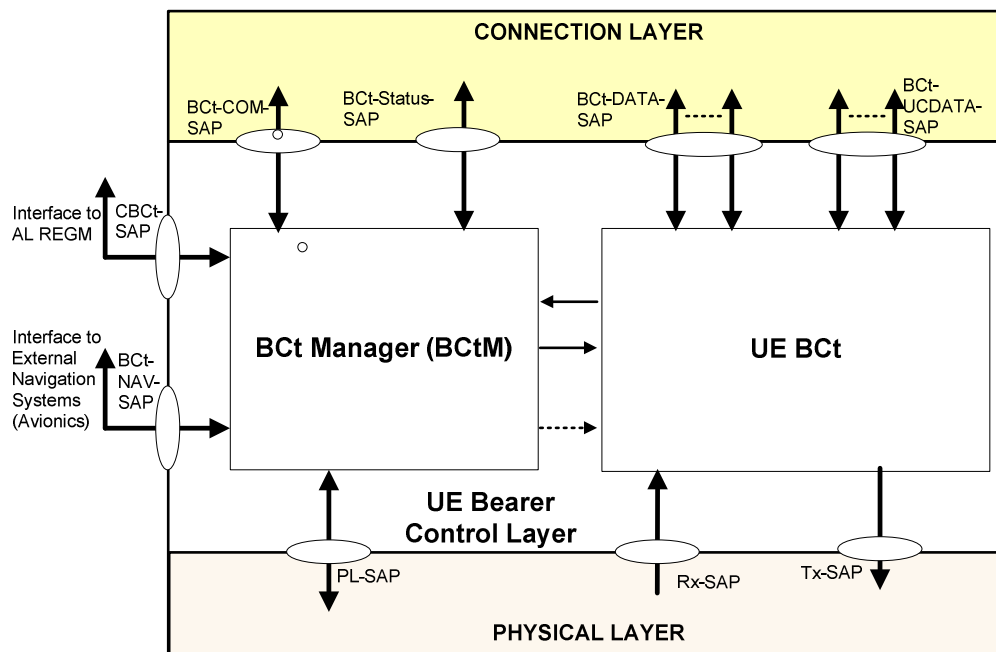 CONNECTION LAYER
BCt-COM-
SAP
BCt-Status-
SAP
BCt-DATA-
SAP
BCt-
UCDATA-
SAP
Interface to
AL REGM
CBCt-
SAP
Interface to
External
Navigation
Systems
(Avionics)
BCt-
NAV-
SAP
BCt Manager (BCtM)
UE BCt
UE Bearer
Control Layer
PL-SAP
Rx-SAP
Tx-SAP
PHYSICAL LAYER